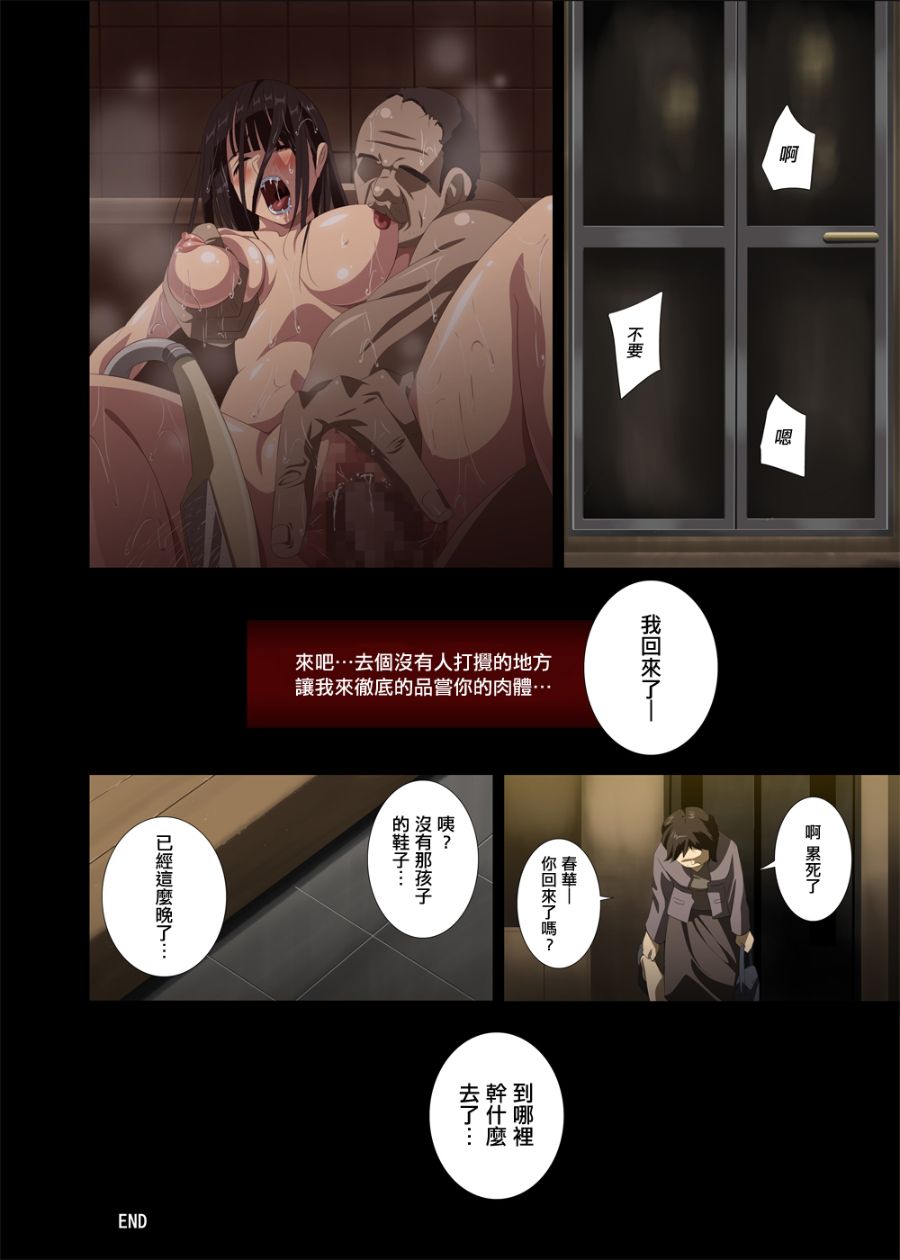 啊
不要
嗯
來吧…去個沒有人打攪的地方
讓我來徹底的品嘗你的肉體…
我回來了—
啊 累死了
春華—
你回來了嗎？
咦？
沒有那孩子
的鞋子…
已經這麼晚了…
到哪裡
幹什麼
去了…
END